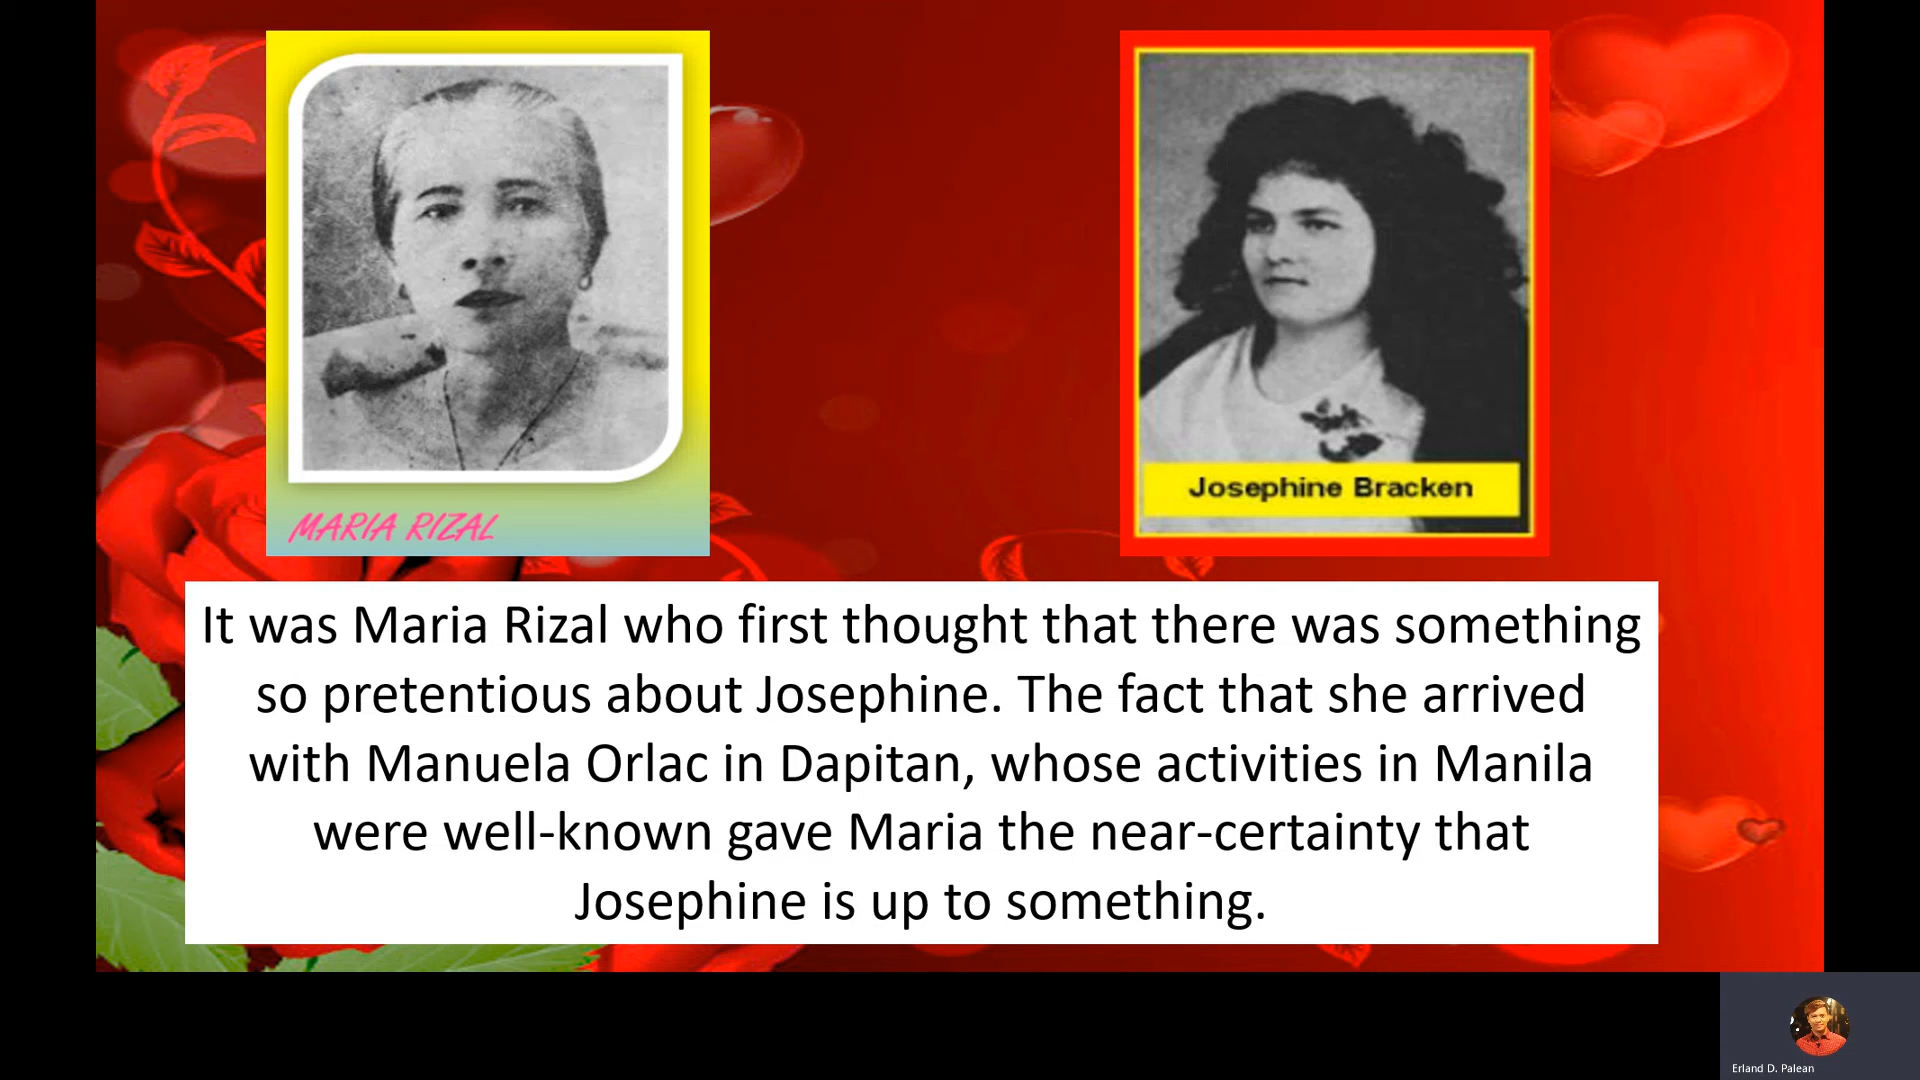 MARIA RIZAL
Josephine Bracken
It was Maria Rizal who first thought that there was something
so pretentious about Josephine. The fact that she arrived
with Manuela Orlac in Dapitan, whose activities in Manila
were well-known gave Maria the near-certainty that
Josephine is up to something.
Erland D. Palean